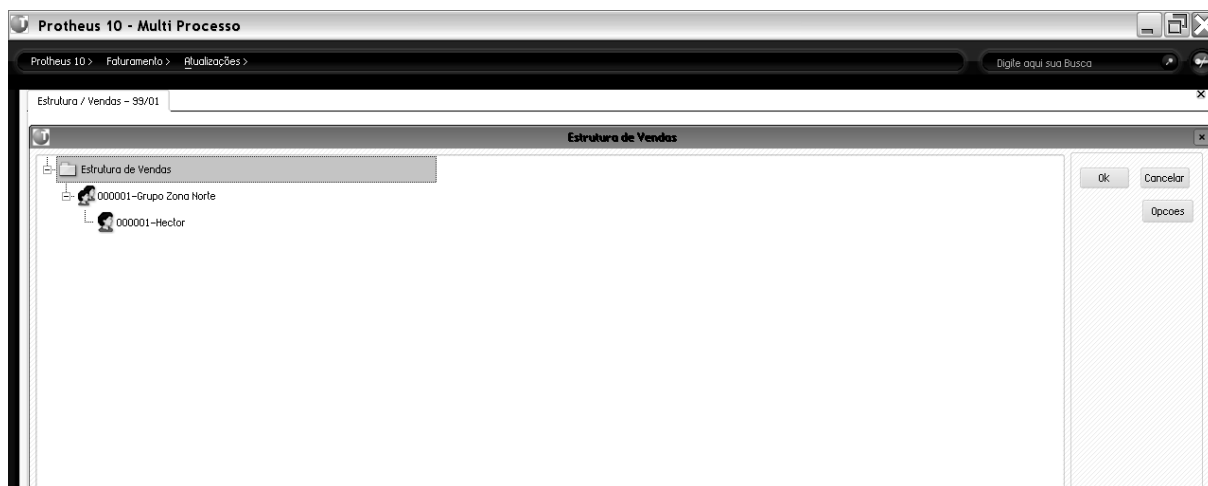 Protheus 10 - Multi Processo
Protheus 10 > Faturamento > Atualizações >
Digite aqui sua Busca
Estrutura / Vendas - 99/01
Estrutura de Vendas
Estrutura de Vendas
Ok Cancelar
000001-Grupo Zona Norte
Opcoes
000001-Hector